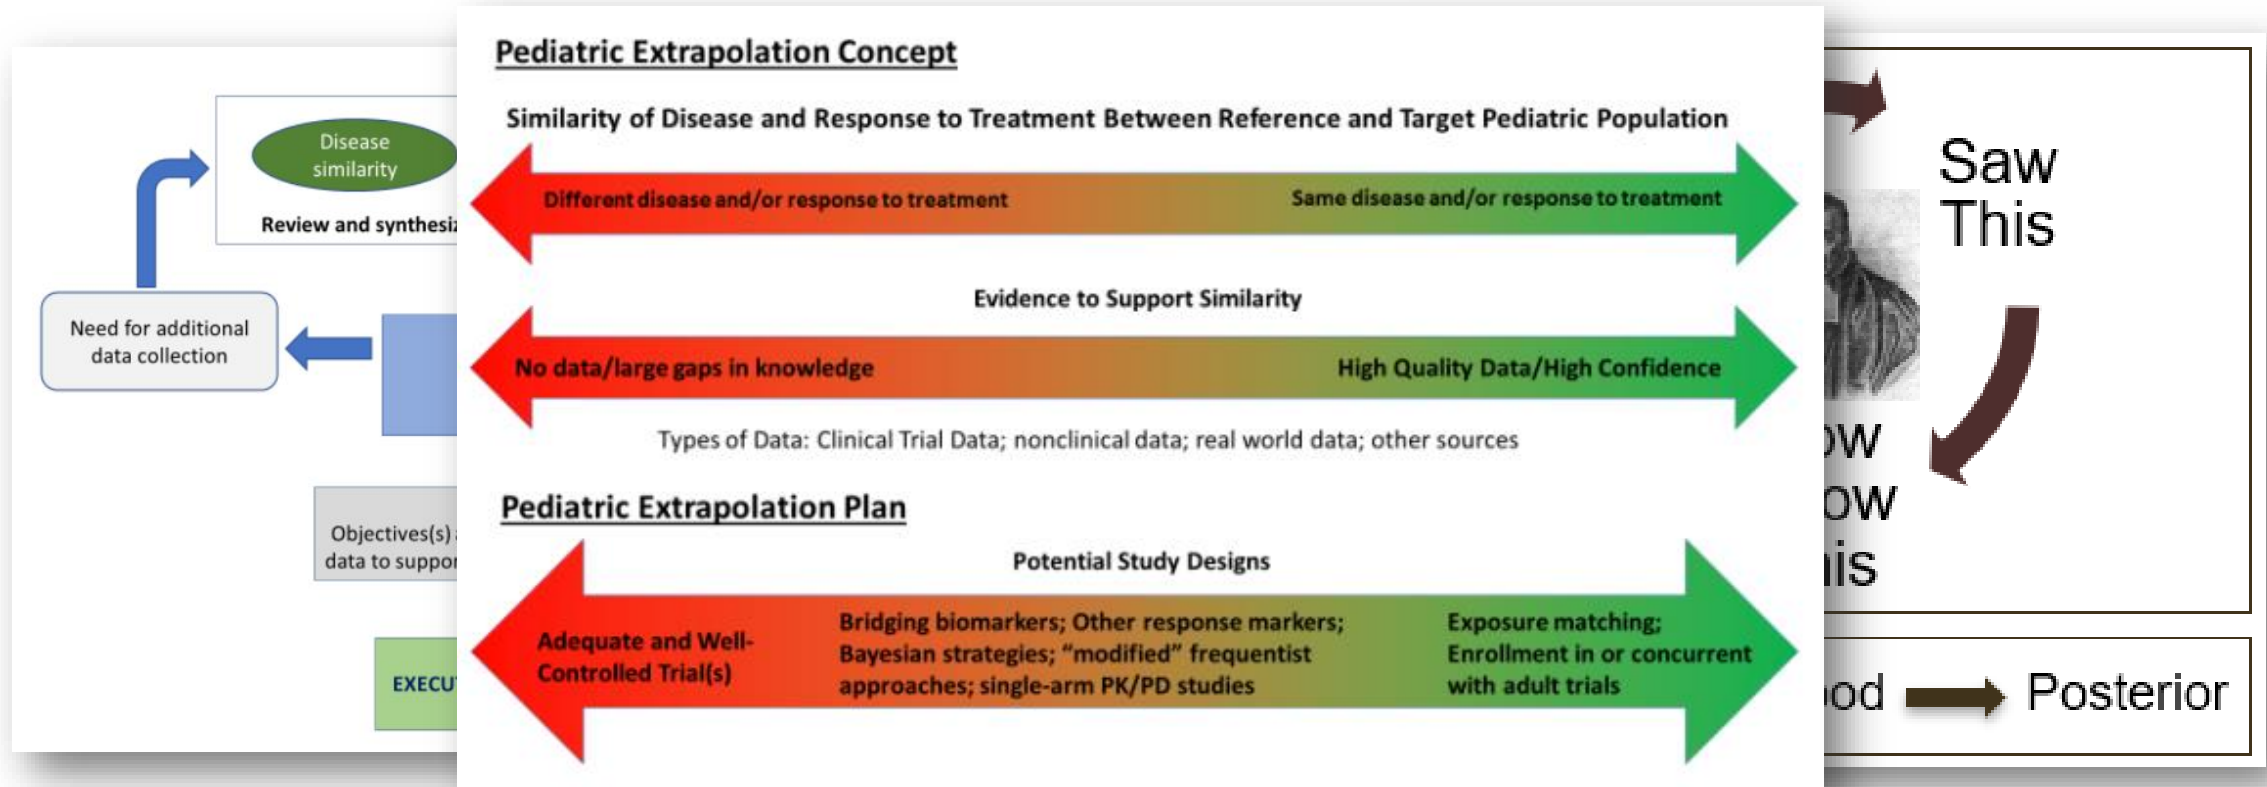 Disease
similarity
Review and
Need for additional
data collection
Objectives(s)
data to
Pediatric Extrapolation Concept
Similarity of Disease and Response to Treatment Between Reference and Target Pediatric Population
Different disease and/or response to treatment
Same disease and/or response to treatment
Evidence to Support Similarity
No data/large gaps in knowledge
High Quality Data/High Confidence
Types of Data: Clinical Trial Data; nonclinical data; real world data; other sources
Pediatric Extrapolation Plan
Potential Study Designs
Adequate and Well-
Controlled Trial(s)
Bridging biomarkers; Other response markers;
Bayesian strategies; “modified” frequentist
approaches; single-arm PK/PD studies
Exposure matching;
Enrollment in or concurrent
with adult trials
Saw
This
Posterior